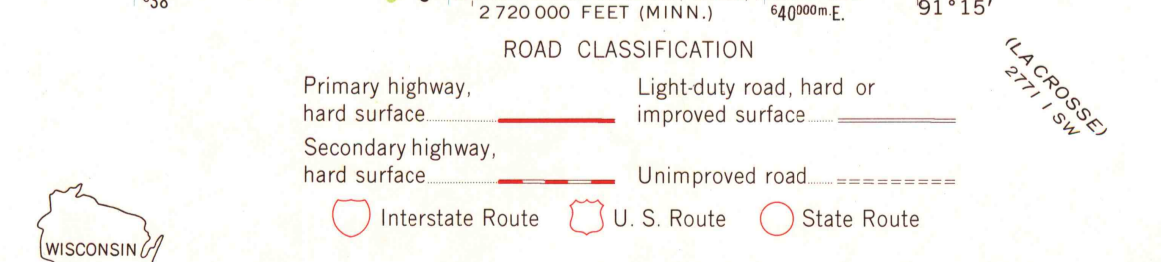 38
2 720 000 FEET (MINN.)
640000m.E.
91°15′
ROAD CLASSIFICATION
(LA CROSSE)
2771 I SW
Primary highway,
hard surface
Light-duty road, hard or
improved surface
Secondary highway,
hard surface
Unimproved road
Interstate Route
U. S. Route
State Route
WISCONSIN